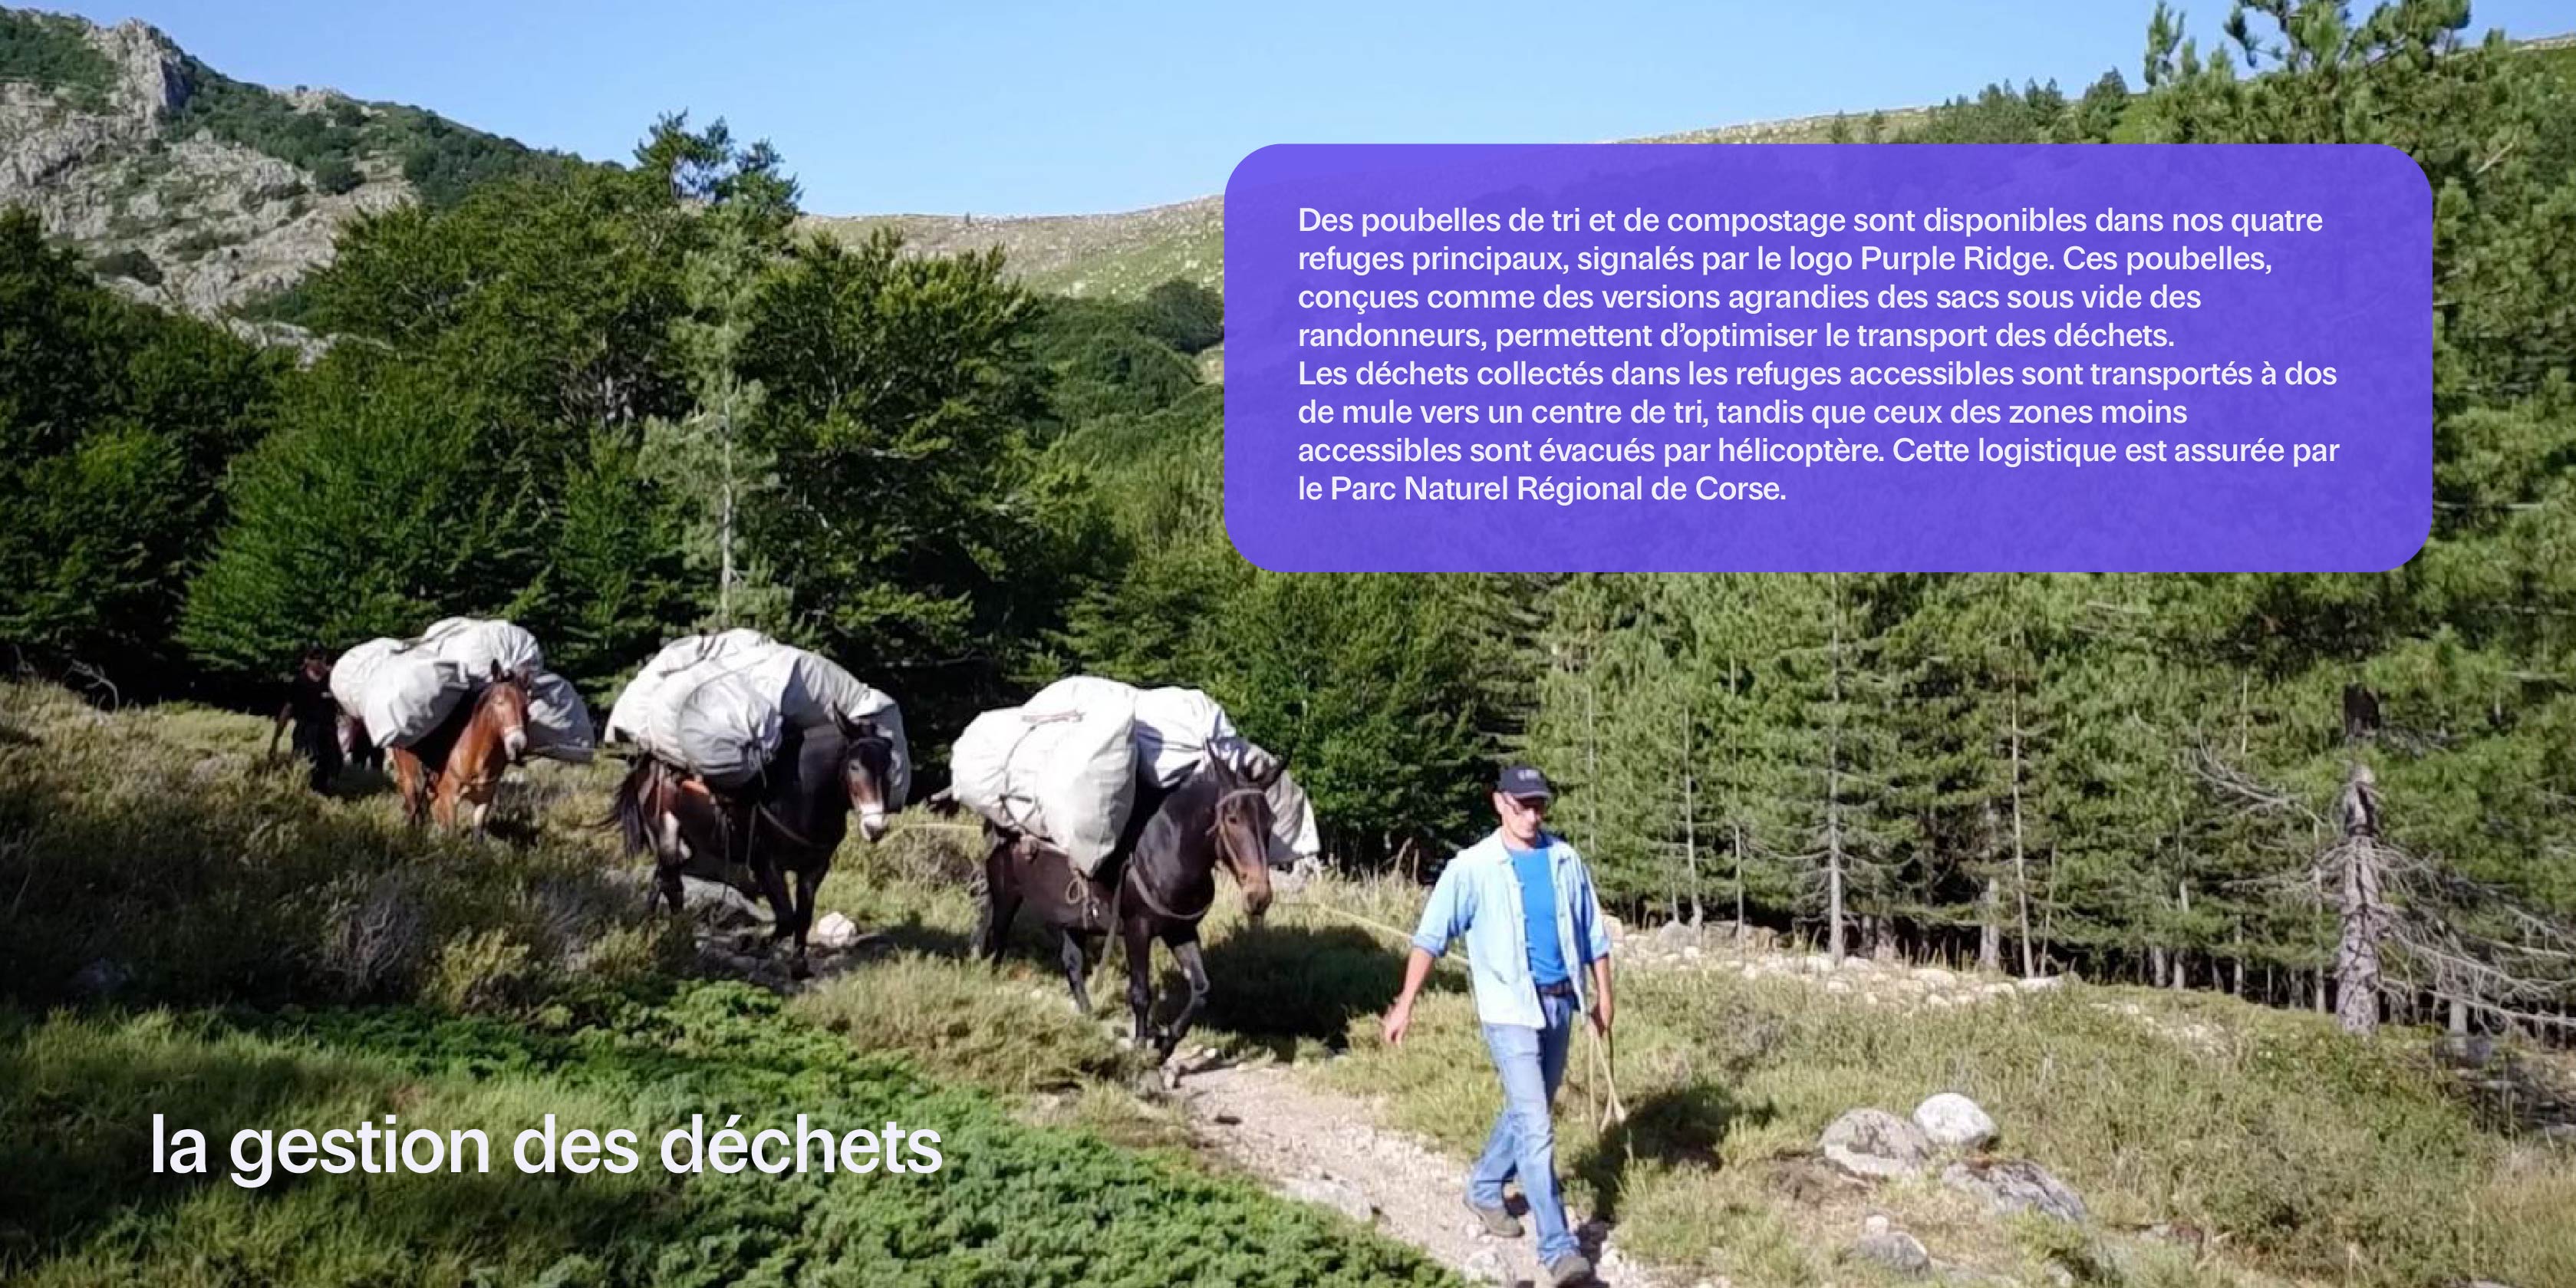 Des poubelles de tri et de compostage sont disponibles dans nos quatre
refuges principaux, signalés par le logo Purple Ridge. Ces poubelles,
conçues comme des versions agrandies des sacs sous vide des
randonneurs, permettent d’optimiser le transport des déchets.
Les déchets collectés dans les refuges accessibles sont transportés à dos
de mule vers un centre de tri, tandis que ceux des zones moins
accessibles sont évacués par hélicoptère. Cette logistique est assurée par
le Parc Naturel Régional de Corse.
la gestion des déchets